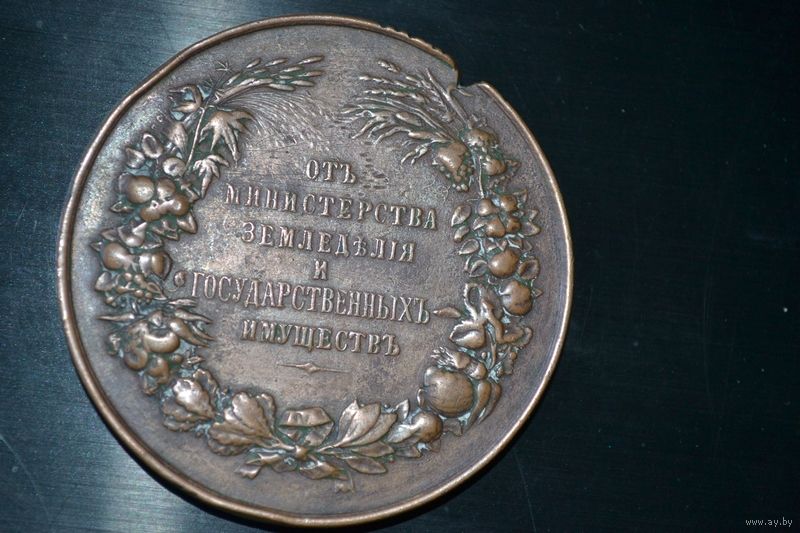 ОТЪ
МИНИСТЕРСТВА
ЗЕМЛЕДѢЛІЯ
И
ГОСУДАРСТВЕННЫХЪ
ИМУЩЕСТВЪ
www.ay.by